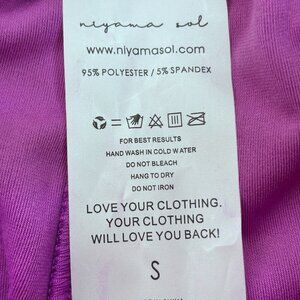 niyama sol
www.niyamasol.com
95% POLYESTER / 5% SPANDEX
FOR BEST RESULTS
HAND WASH IN COLD WATER
DO NOT BLEACH
HANG TO DRY
DO NOT IRON
LOVE YOUR CLOTHING.
YOUR CLOTHING
WILL LOVE YOU BACK!
S